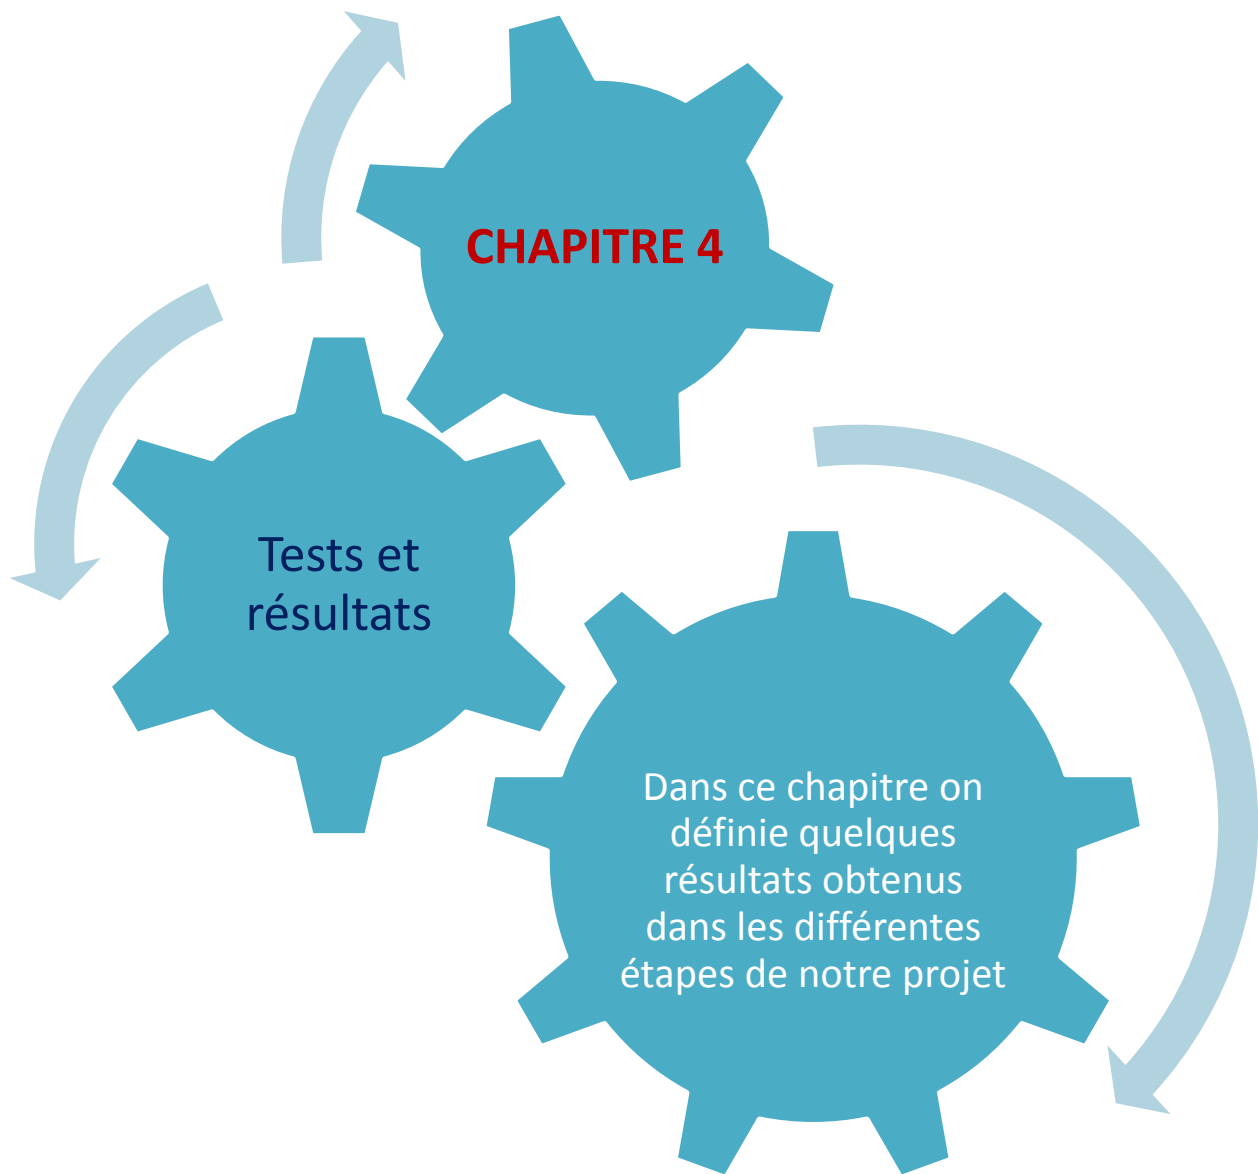 CHAPITRE 4
Tests et
résultats
Dans ce chapitre on
définie quelques
résultats obtenus
dans les différentes
étapes de notre projet